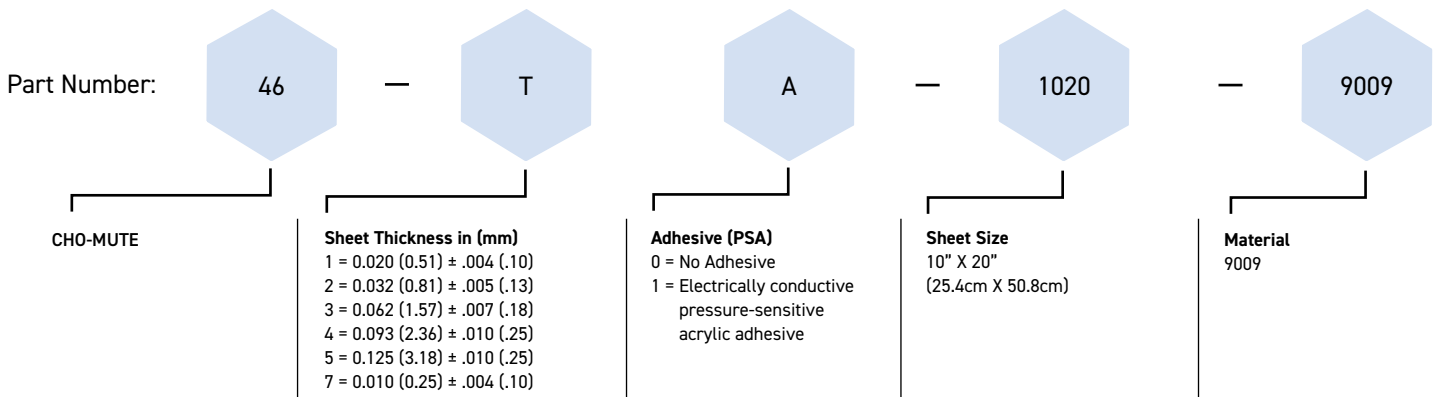 Part Number: 46 — T A — 1020 — 9009
CHO-MUTE
Sheet Thickness in (mm)
1 = 0.020 (0.51) ± .004 (.10)
2 = 0.032 (0.81) ± .005 (.13)
3 = 0.062 (1.57) ± .007 (.18)
4 = 0.093 (2.36) ± .010 (.25)
5 = 0.125 (3.18) ± .010 (.25)
7 = 0.010 (0.25) ± .004 (.10)
Adhesive (PSA)
0 = No Adhesive
1 = Electrically conductive
pressure-sensitive
acrylic adhesive
Sheet Size
10” X 20”
(25.4cm X 50.8cm)
Material
9009